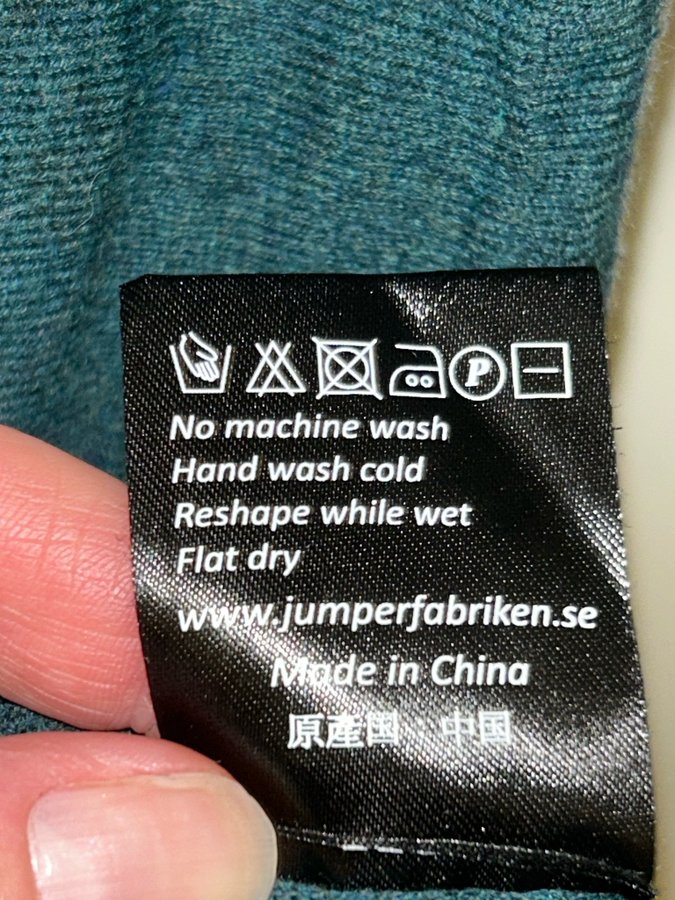 P
No machine wash
Hand wash cold
Reshape while wet
Flat dry
www.jumperfabriken.se
Made in China
原産国 中国